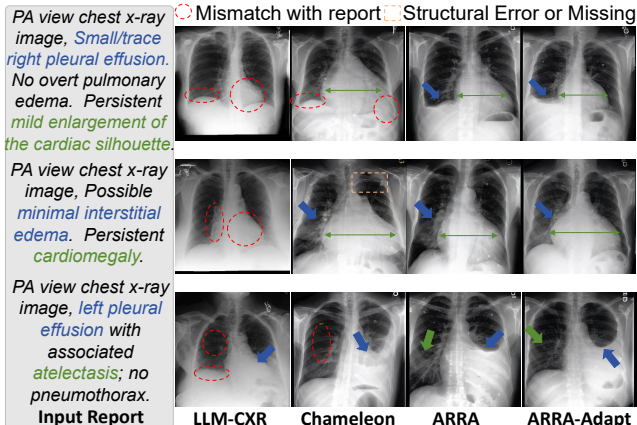 PA view chest x-ray
image, Small/trace
right pleural effusion.
No overt pulmonary
edema. Persistent
mild enlargement of
the cardiac silhouette.
PA view chest x-ray
image, Possible
minimal interstitial
edema. Persistent
cardiomegaly.
PA view chest x-ray
image, left pleural
effusion with
associated
atelectasis; no
pneumothorax.
Input Report
Mismatch with report
Structural Error or Missing
LLM-CXR
Chameleon
ARRA
ARRA-Adapt